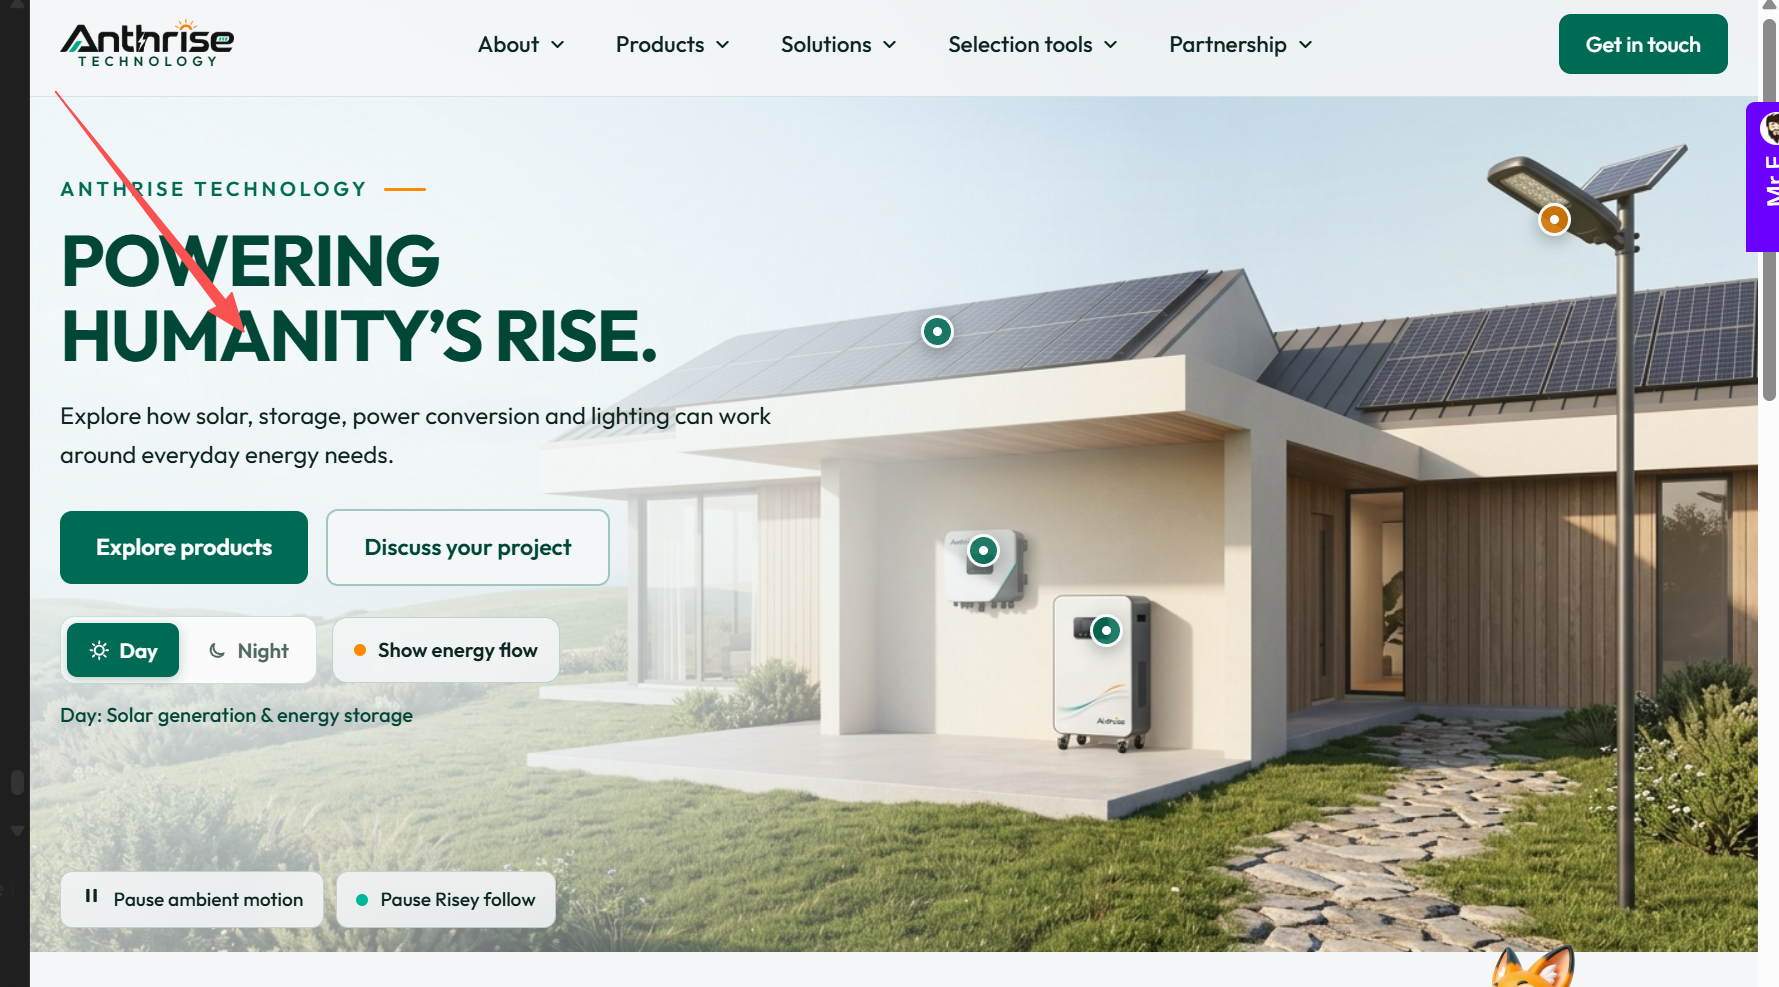 Anthrise
TECHNOLOGY
About
Products
Solutions
Selection tools
Partnership
Get in touch
ANTHRISE TECHNOLOGY
POWERING
HUMANITY’S RISE.
Explore how solar, storage, power conversion and lighting can work
around everyday energy needs.
Explore products
Discuss your project
Day
Night
Show energy flow
Day: Solar generation & energy storage
Pause ambient motion
Pause Risey follow
Anthrise